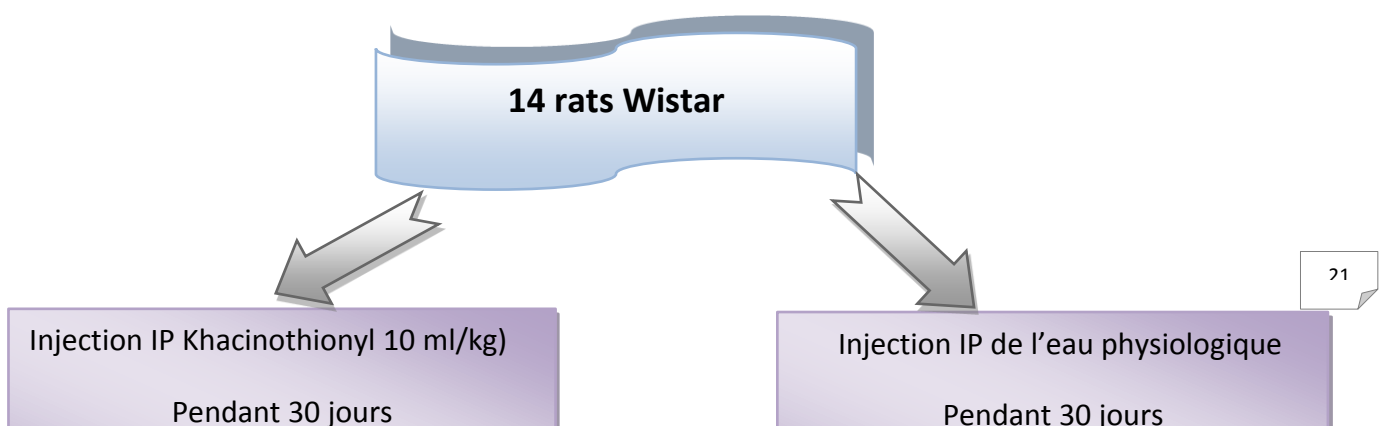 14 rats Wistar
21
Injection IP Khacinothionyl 10 ml/kg)
Pendant 30 jours
Injection IP de l’eau physiologique
Pendant 30 jours